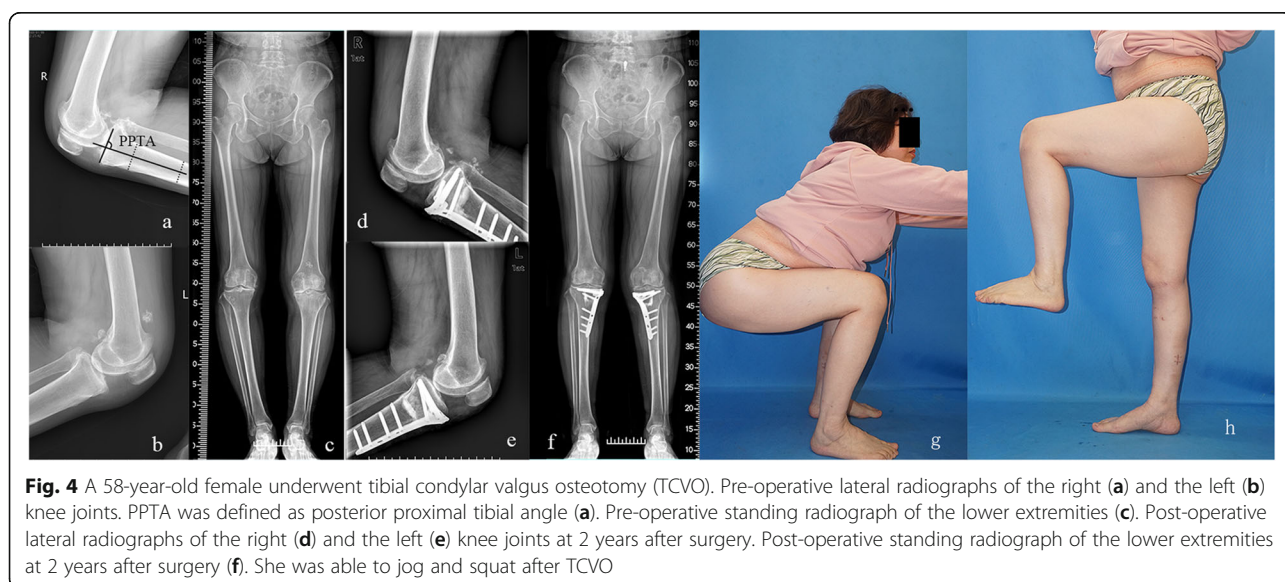 R
PPTA
a
b
L
c
R
1at
d
L
1at
e
f
g
h
Fig. 4 A 58-year-old female underwent tibial condylar valgus osteotomy (TCVO). Pre-operative lateral radiographs of the right (a) and the left (b)
knee joints. PPTA was defined as posterior proximal tibial angle (a). Pre-operative standing radiograph of the lower extremities (c). Post-operative
lateral radiographs of the right (d) and the left (e) knee joints at 2 years after surgery. Post-operative standing radiograph of the lower extremities
at 2 years after surgery (f). She was able to jog and squat after TCVO